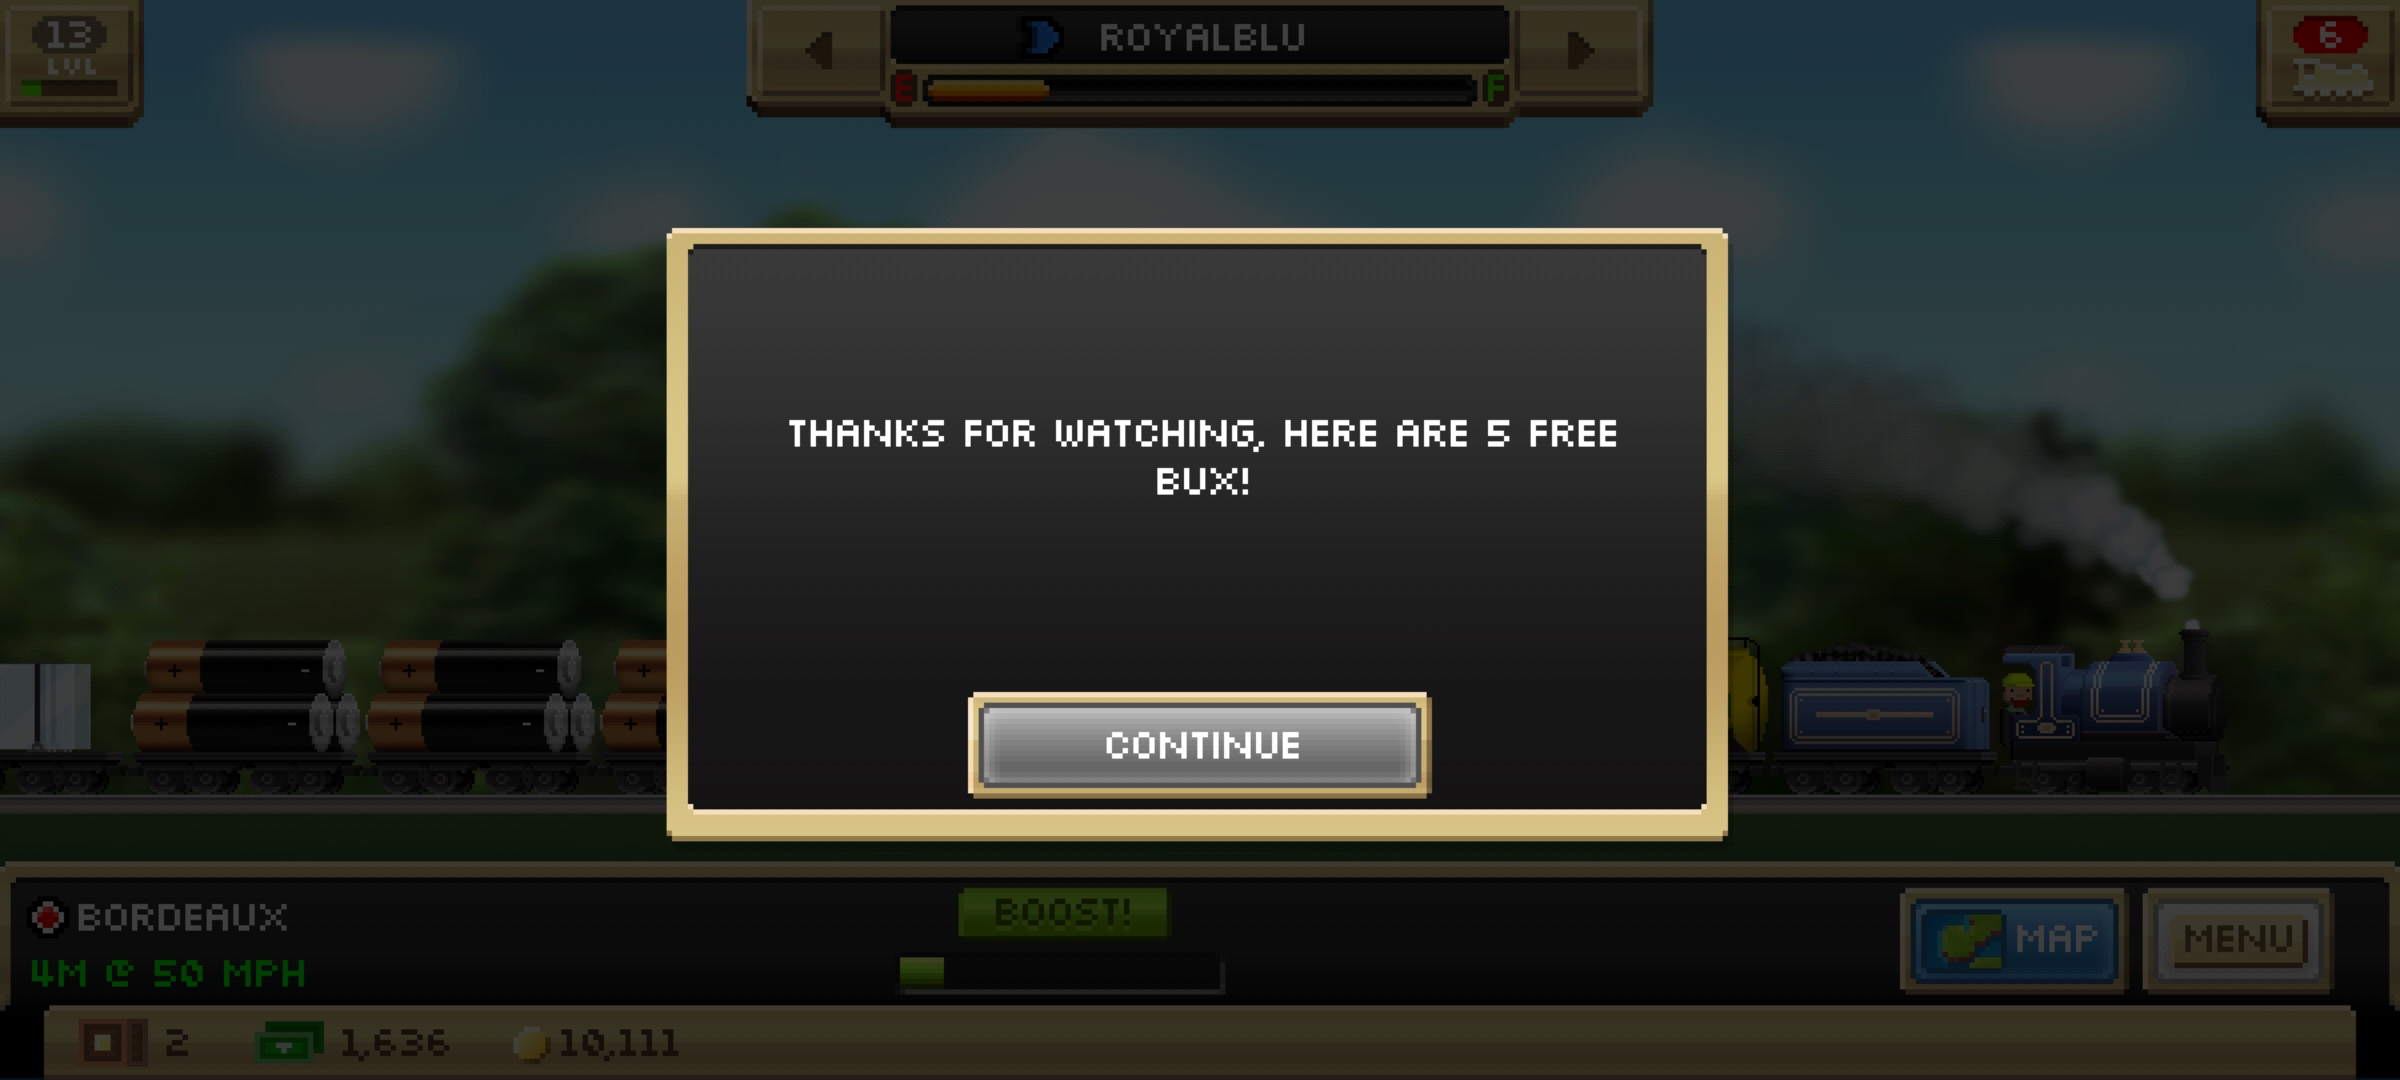 13
LVL
ROYALBLU
E
F
6
THANKS FOR WATCHING, HERE ARE 5 FREE
BUX!
CONTINUE
BORDEAUX
4M @ 50 MPH
BOOST!
MAP
MENU
2
1,636
10,111